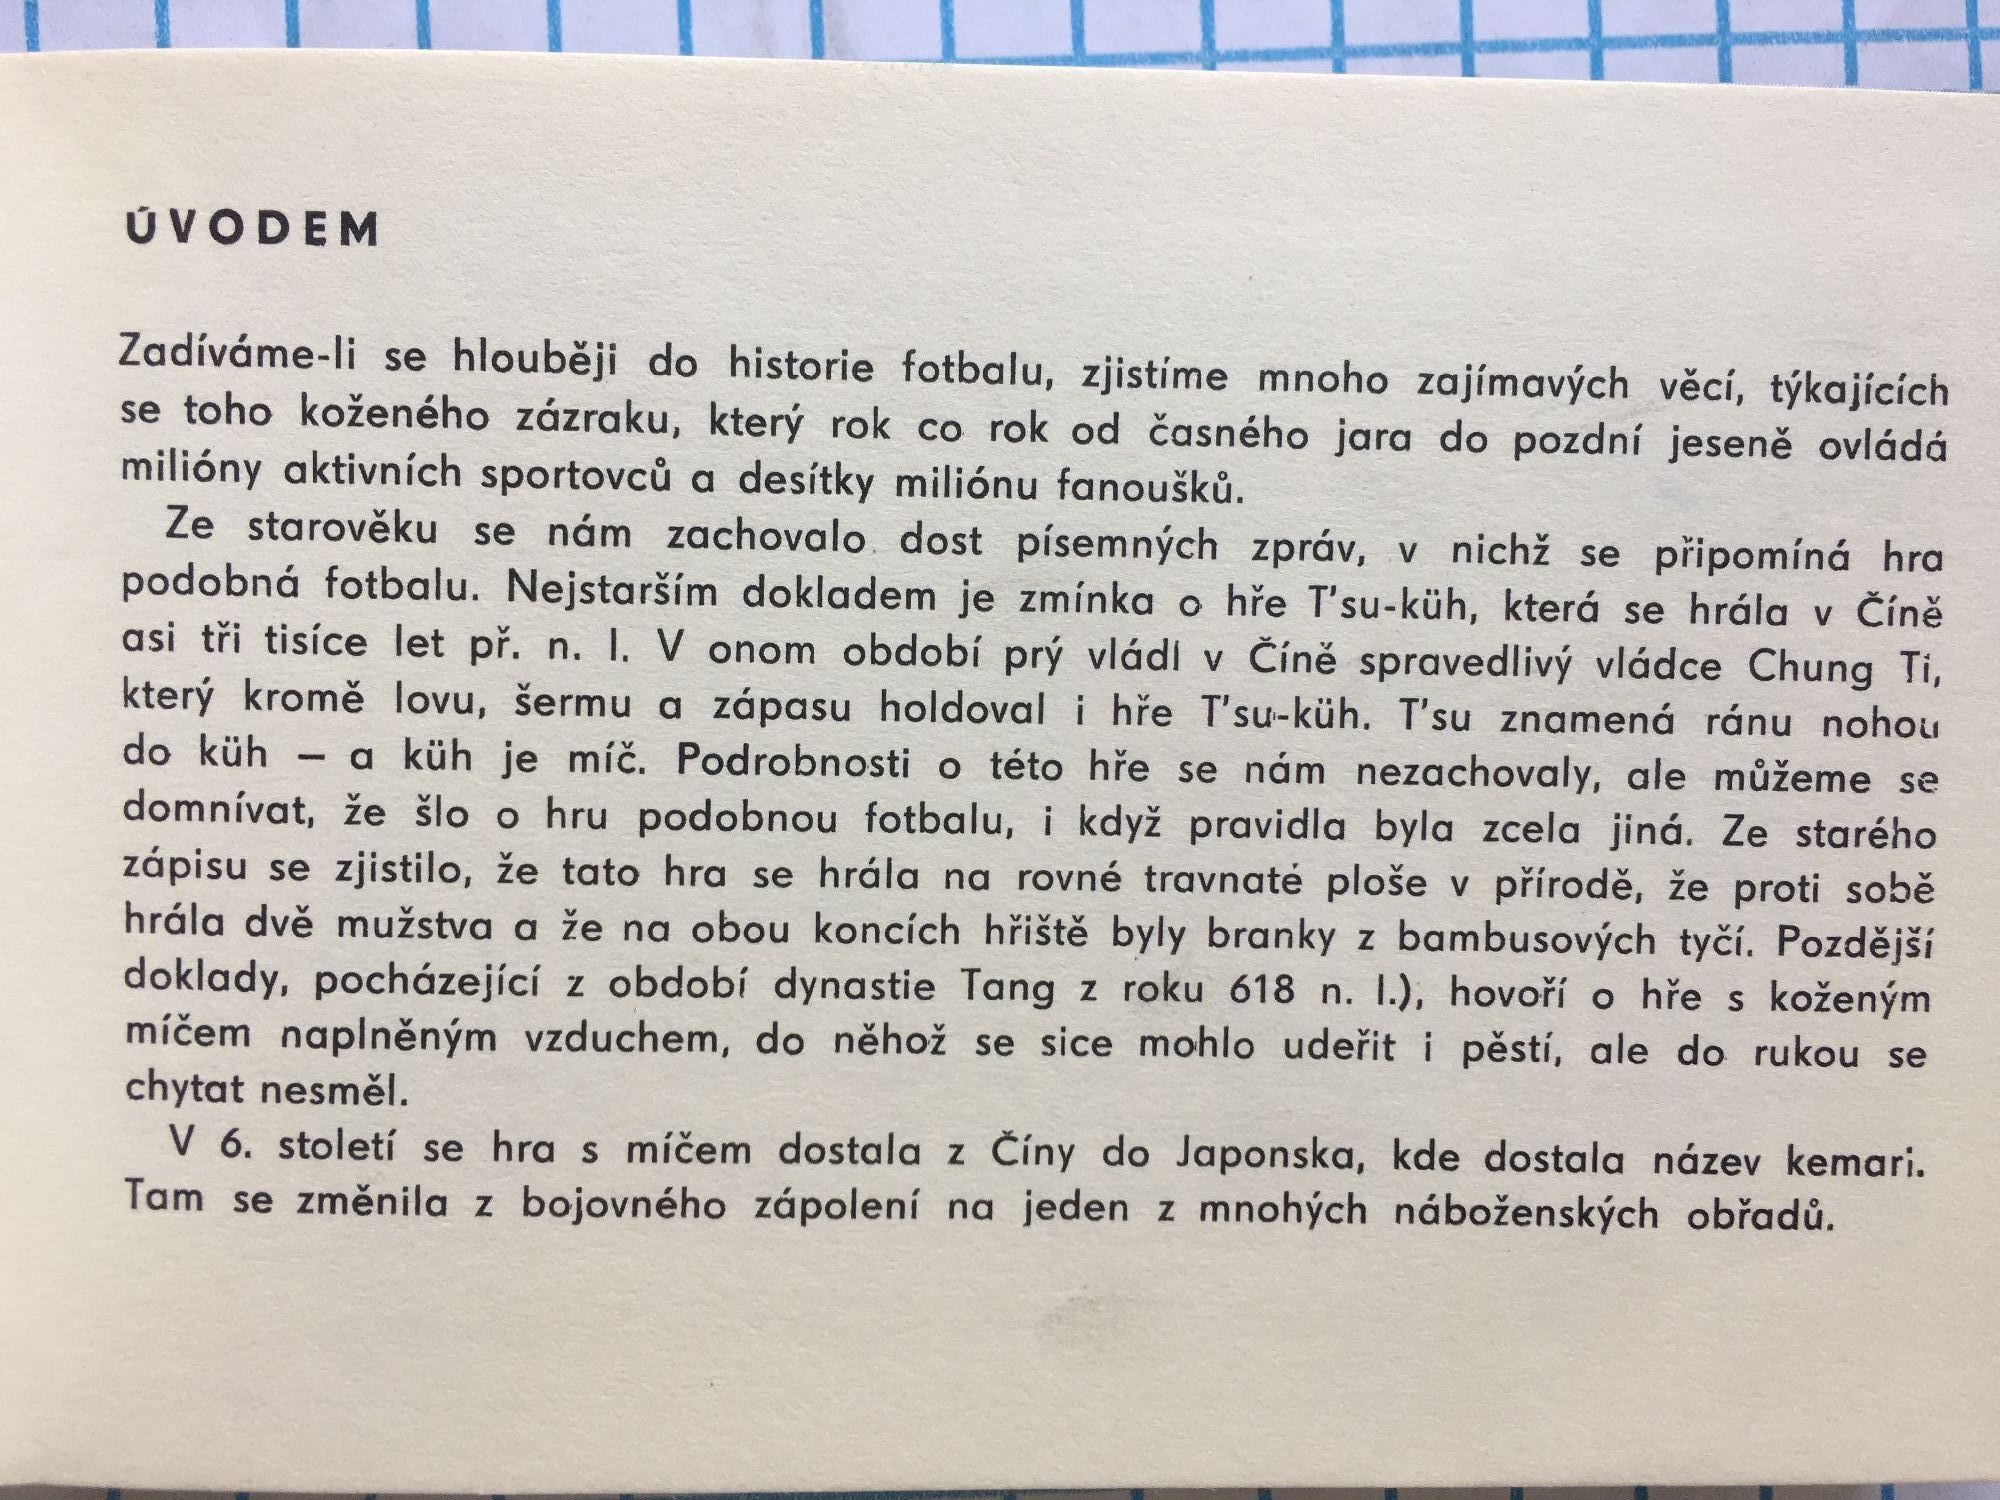 ÚVODEM
Zadíváme-li se hlouběji do historie fotbalu, zjistíme mnoho zajímavých věcí, týkajících
se toho koženého zázraku, který rok co rok od časného jara do pozdní jeseně ovládá
milióny aktivních sportovců a desítky miliónu fanoušků.
Ze starověku se nám zachovalo dost písemných zpráv, v nichž se připomíná hra
podobná fotbalu. Nejstarším dokladem je zmínka o hře T'su-küh, která se hrála v Číně
asi tři tisíce let př. n. l. V onom období prý vládl v Číně spravedlivý vládce Chung Ti,
který kromě lovu, šermu a zápasu holdoval i hře T'su-küh. T'su znamená ránu nohou
do küh – a küh je míč. Podrobnosti o této hře se nám nezachovaly, ale můžeme se
domnívat, že šlo o hru podobnou fotbalu, i když pravidla byla zcela jiná. Ze starého
zápisu se zjistilo, že tato hra se hrála na rovné travnaté ploše v přírodě, že proti sobě
hrála dvě mužstva a že na obou koncích hřiště byly branky z bambusových tyčí. Pozdější
doklady, pocházející z období dynastie Tang z roku 618 n. l.), hovoří o hře s koženým
míčem naplněným vzduchem, do něhož se sice mohlo udeřit i pěstí, ale do rukou se
chytat nesměl.
V 6. století se hra s míčem dostala z Číny do Japonska, kde dostala název kemari.
Tam se změnila z bojovného zápolení na jeden z mnohých náboženských obřadů.